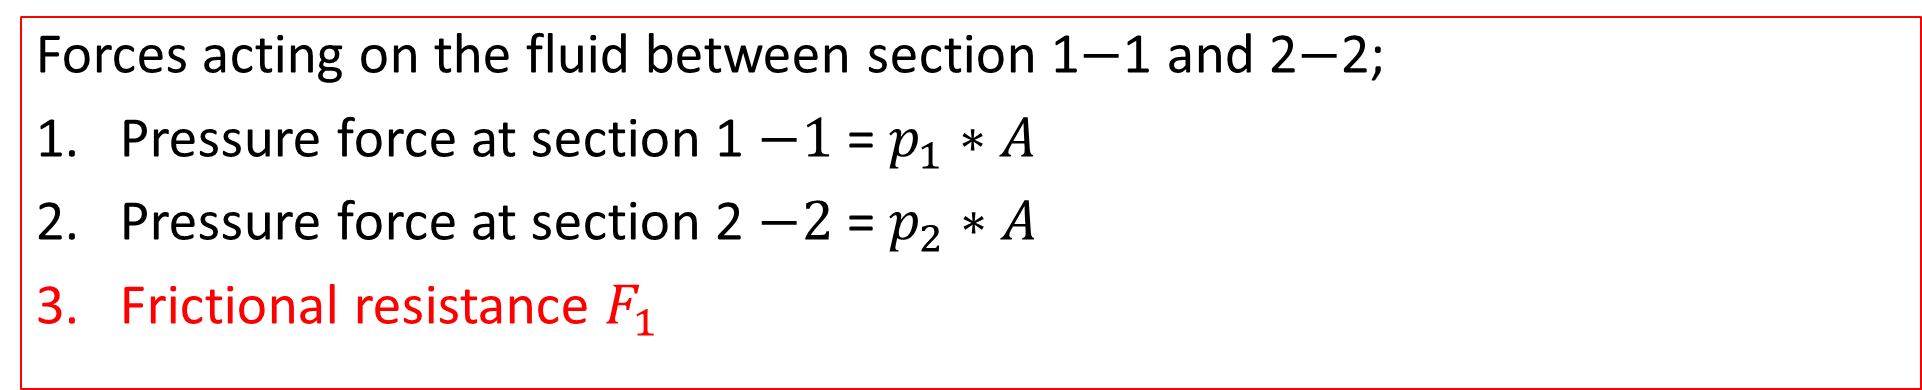 Forces acting on the fluid between section 1−1 and 2−2;
1. Pressure force at section 1 −1 = p₁ ∗ A
2. Pressure force at section 2 −2 = p₂ ∗ A
3. Frictional resistance F₁